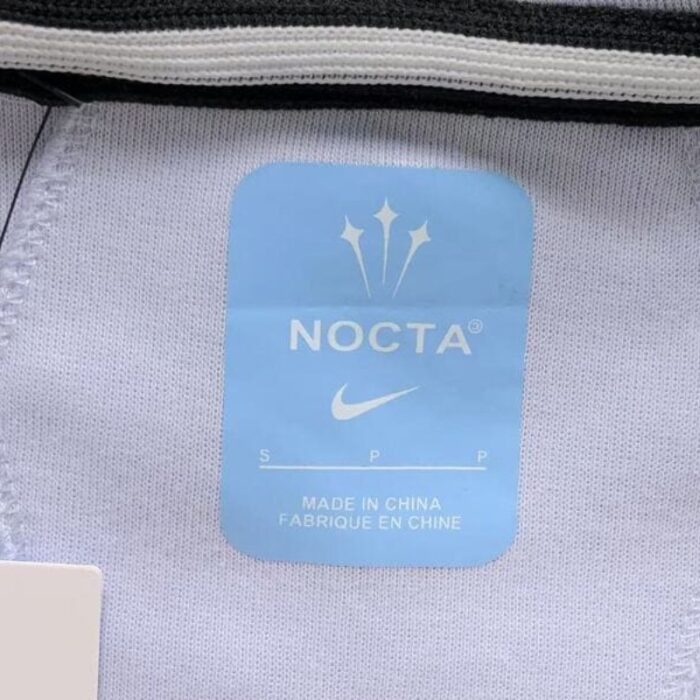 NOCTA®
S P P
MADE IN CHINA
FABRIQUE EN CHINE